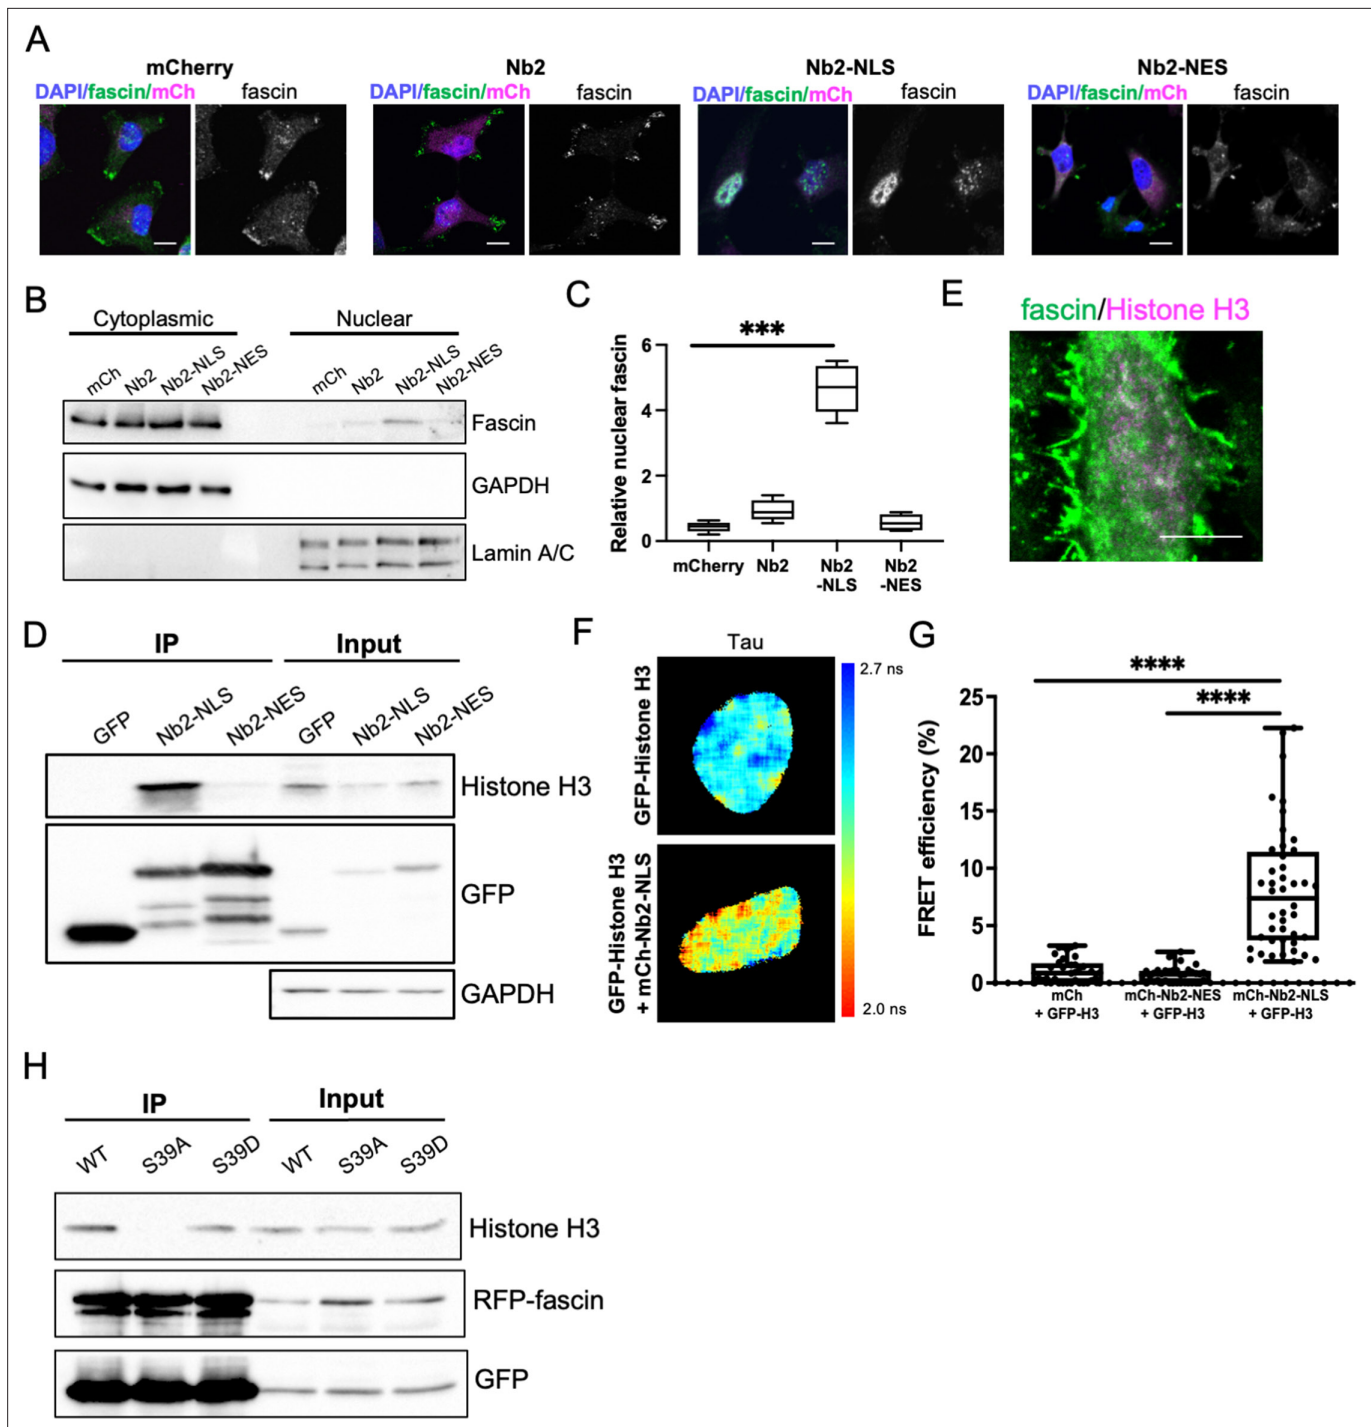 A
mCherry
DAPI/fascin/mCh
fascin
Nb2
DAPI/fascin/mCh
fascin
Nb2-NLS
DAPI/fascin/mCh
fascin
Nb2-NES
DAPI/fascin/mCh
fascin
B
Cytoplasmic
Nuclear
mCh
Nb2
Nb2-NLS
Nb2-NES
mCh
Nb2
Nb2-NLS
Nb2-NES
Fascin
GAPDH
Lamin A/C
C
Relative nuclear fascin
***
6
4
2
0
mCherry
Nb2
Nb2
-NLS
Nb2
-NES
E
fascin/Histone H3
D
IP
Input
GFP
Nb2-NLS
Nb2-NES
GFP
Nb2-NLS
Nb2-NES
Histone H3
GFP
GAPDH
F
Tau
GFP-Histone H3
GFP-Histone H3
+ mCh-Nb2-NLS
2.7 ns
2.0 ns
G
****
****
FRET efficiency (%)
25
20
15
10
5
0
mCh
+ GFP-H3
mCh-Nb2-NES
+ GFP-H3
mCh-Nb2-NLS
+ GFP-H3
H
IP
Input
WT
S39A
S39D
WT
S39A
S39D
Histone H3
RFP-fascin
GFP